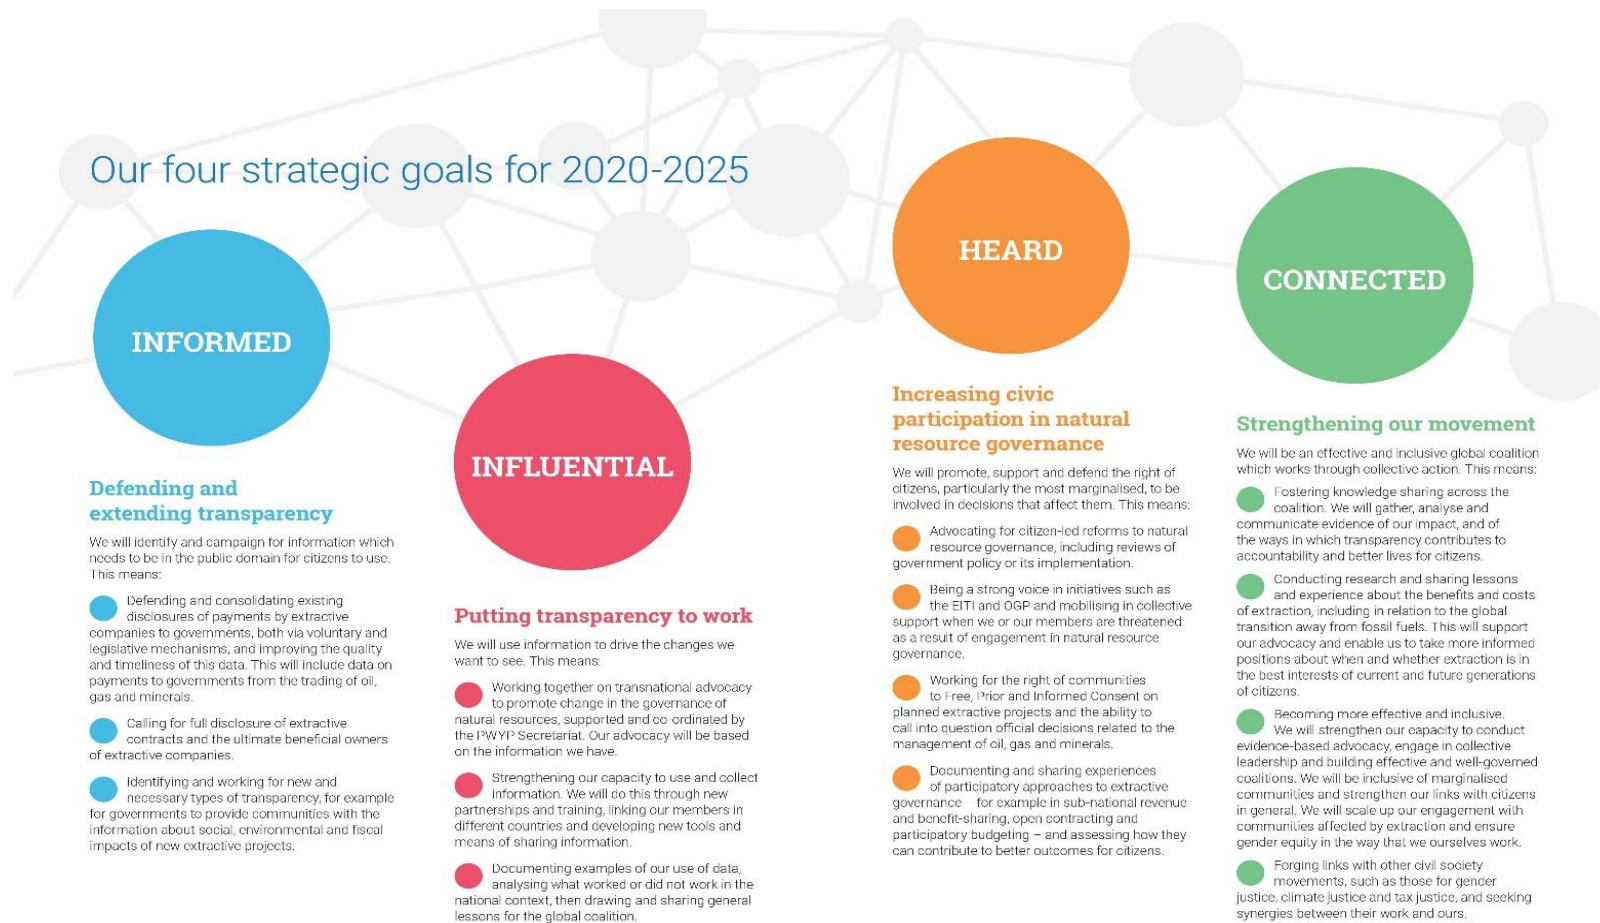 Our four strategic goals for 2020-2025
INFORMED
Defending and
extending transparency
We will identify and campaign for information which
needs to be in the public domain for citizens to use.
This means:
Defending and consolidating existing
disclosures of payments by extractive
companies to governments, both via voluntary and
legislative mechanisms, and improving the quality
and timeliness of this data. This will include data on
payments to governments from the trading of oil,
gas and minerals.
Calling for full disclosure of extractive
contracts and the ultimate beneficial owners
of extractive companies.
Identifying and working for new and
necessary types of transparency, for example
for governments to provide communities with the
information about social, environmental and fiscal
impacts of new extractive projects.
INFLUENTIAL
Putting transparency to work
We will use information to drive the changes we
want to see. This means:
Working together on transnational advocacy
to promote change in the governance of
natural resources, supported and co-ordinated by
the PWYP Secretariat. Our advocacy will be based
on the information we have.
Strengthening our capacity to use and collect
information. We will do this through new
partnerships and training, linking our members in
different countries and developing new tools and
means of sharing information.
Documenting examples of our use of data,
analysing what worked or did not work in the
national context, then drawing and sharing general
lessons for the global coalition.
HEARD
Increasing civic
participation in natural
resource governance
We will promote, support and defend the right of
citizens, particularly the most marginalised, to be
involved in decisions that affect them. This means:
Advocating for citizen-led reforms to natural
resource governance, including reviews of
government policy or its implementation.
Being a strong voice in initiatives such as
the EITI and OGP and mobilising in collective
support when we or our members are threatened
as a result of engagement in natural resource
governance.
Working for the right of communities
to Free, Prior and Informed Consent on
planned extractive projects and the ability to
call into question official decisions related to the
management of oil, gas and minerals.
Documenting and sharing experiences
of participatory approaches to extractive
governance – for example in sub-national revenue
and benefit-sharing, open contracting and
participatory budgeting – and assessing how they
can contribute to better outcomes for citizens.
CONNECTED
Strengthening our movement
We will be an effective and inclusive global coalition
which works through collective action. This means:
Fostering knowledge sharing across the
coalition. We will gather, analyse and
communicate evidence of our impact, and of
the ways in which transparency contributes to
accountability and better lives for citizens.
Conducting research and sharing lessons
and experience about the benefits and costs
of extraction, including in relation to the global
transition away from fossil fuels. This will support
our advocacy and enable us to take more informed
positions about when and whether extraction is in
the best interests of current and future generations
of citizens.
Becoming more effective and inclusive.
We will strengthen our capacity to conduct
evidence-based advocacy, engage in collective
leadership and building effective and well-governed
coalitions. We will be inclusive of marginalised
communities and strengthen our links with citizens
in general. We will scale up our engagement with
communities affected by extraction and ensure
gender equity in the way that we ourselves work.
Forging links with other civil society
movements, such as those for gender
justice, climate justice and tax justice, and seeking
synergies between their work and ours.